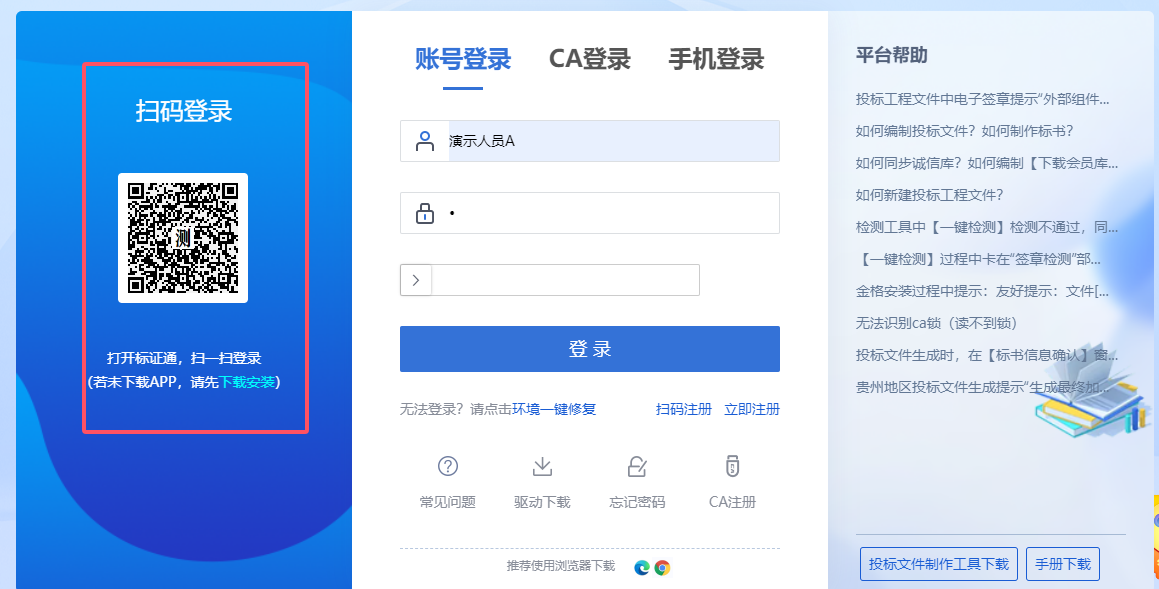 扫码登录
测
打开标证通，扫一扫登录
(若未下载APP，请先下载安装)
账号登录 CA登录 手机登录
演示人员A
登 录
无法登录？请点击环境一键修复 扫码注册 立即注册
常见问题 驱动下载 忘记密码 CA注册
推荐使用浏览器下载
平台帮助
投标工程文件中电子签章提示“外部组件...
如何编制投标文件？如何制作标书？
如何同步诚信库？如何编制【下载会员库...
如何新建投标工程文件？
检测工具中【一键检测】检测不通过，同...
【一键检测】过程中卡在“签章检测”部...
金格安装过程中提示：友好提示：文件[...
无法识别ca锁（读不到锁）
投标文件生成时，在【标书信息确认】窗...
贵州地区投标文件生成提示“生成最终加...
投标文件制作工具下载 手册下载